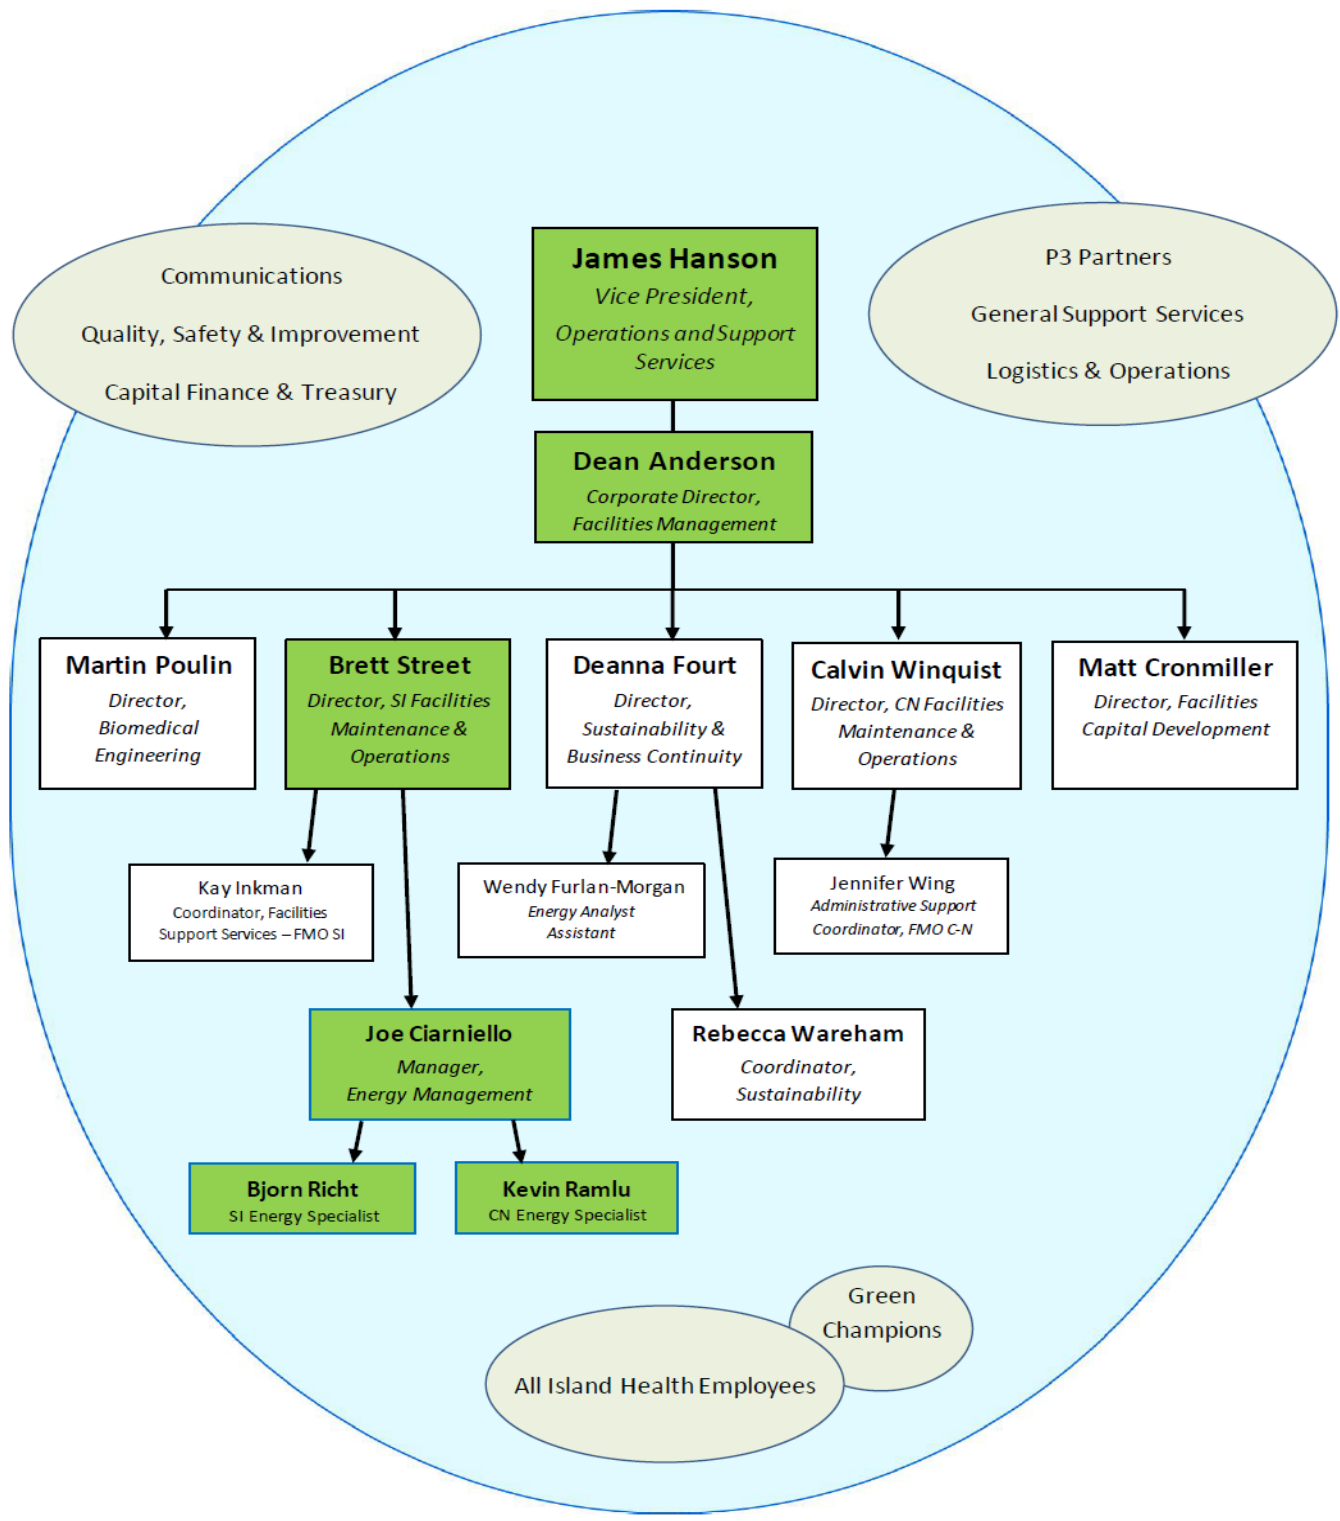 Communications
Quality, Safety & Improvement
Capital Finance & Treasury
James Hanson
Vice President,
Operations and Support
Services
P3 Partners
General Support Services
Logistics & Operations
Dean Anderson
Corporate Director,
Facilities Management
Martin Poulin
Director,
Biomedical
Engineering
Brett Street
Director, SI Facilities
Maintenance &
Operations
Deanna Fourt
Director,
Sustainability &
Business Continuity
Calvin Winquist
Director, CN Facilities
Maintenance &
Operations
Matt Cronmiller
Director, Facilities
Capital Development
Kay Inkman
Coordinator, Facilities
Support Services – FMO SI
Wendy Furlan-Morgan
Energy Analyst
Assistant
Jennifer Wing
Administrative Support
Coordinator, FMO C-N
Joe Ciarniello
Manager,
Energy Management
Rebecca Wareham
Coordinator,
Sustainability
Bjorn Richt
SI Energy Specialist
Kevin Ramlu
CN Energy Specialist
Green
Champions
All Island Health Employees